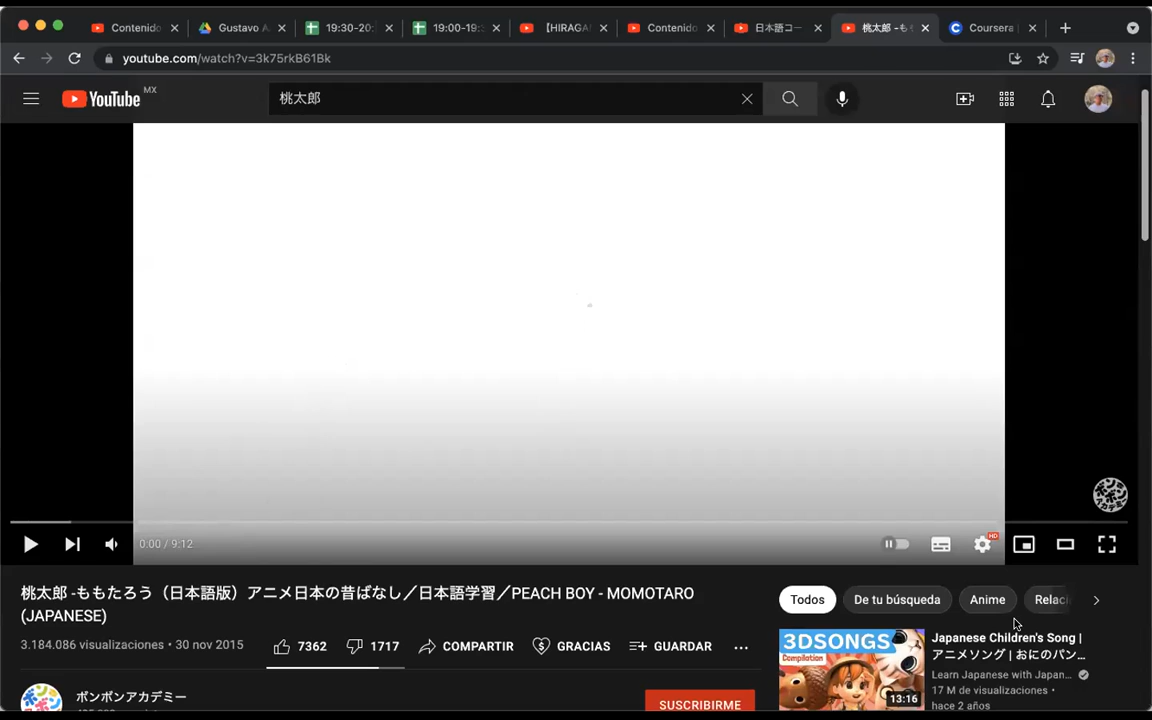 Contenido
Gustavo A
19:30-20:
19:00-19:
【HIRAGA
Contenido
日本語コー
桃太郎 -もも
Coursera
youtube.com/watch?v=3k75rkB61Bk
YouTube MX
桃太郎
0:00 / 9:12
HD
桃太郎 -ももたろう（日本語版）アニメ日本の昔ばなし／日本語学習／PEACH BOY - MOMOTARO
(JAPANESE)
3.184.086 visualizaciones • 30 nov 2015
7362
1717
COMPARTIR
GRACIAS
GUARDAR
ボンボンアカデミー
SUSCRIBIRME
Todos
De tu búsqueda
Anime
Relaci
3DSONGS
Compilation
13:16
Japanese Children's Song |
アニメソング | おにのパン...
Learn Japanese with Japan...
17 M de visualizaciones •
hace 2 años